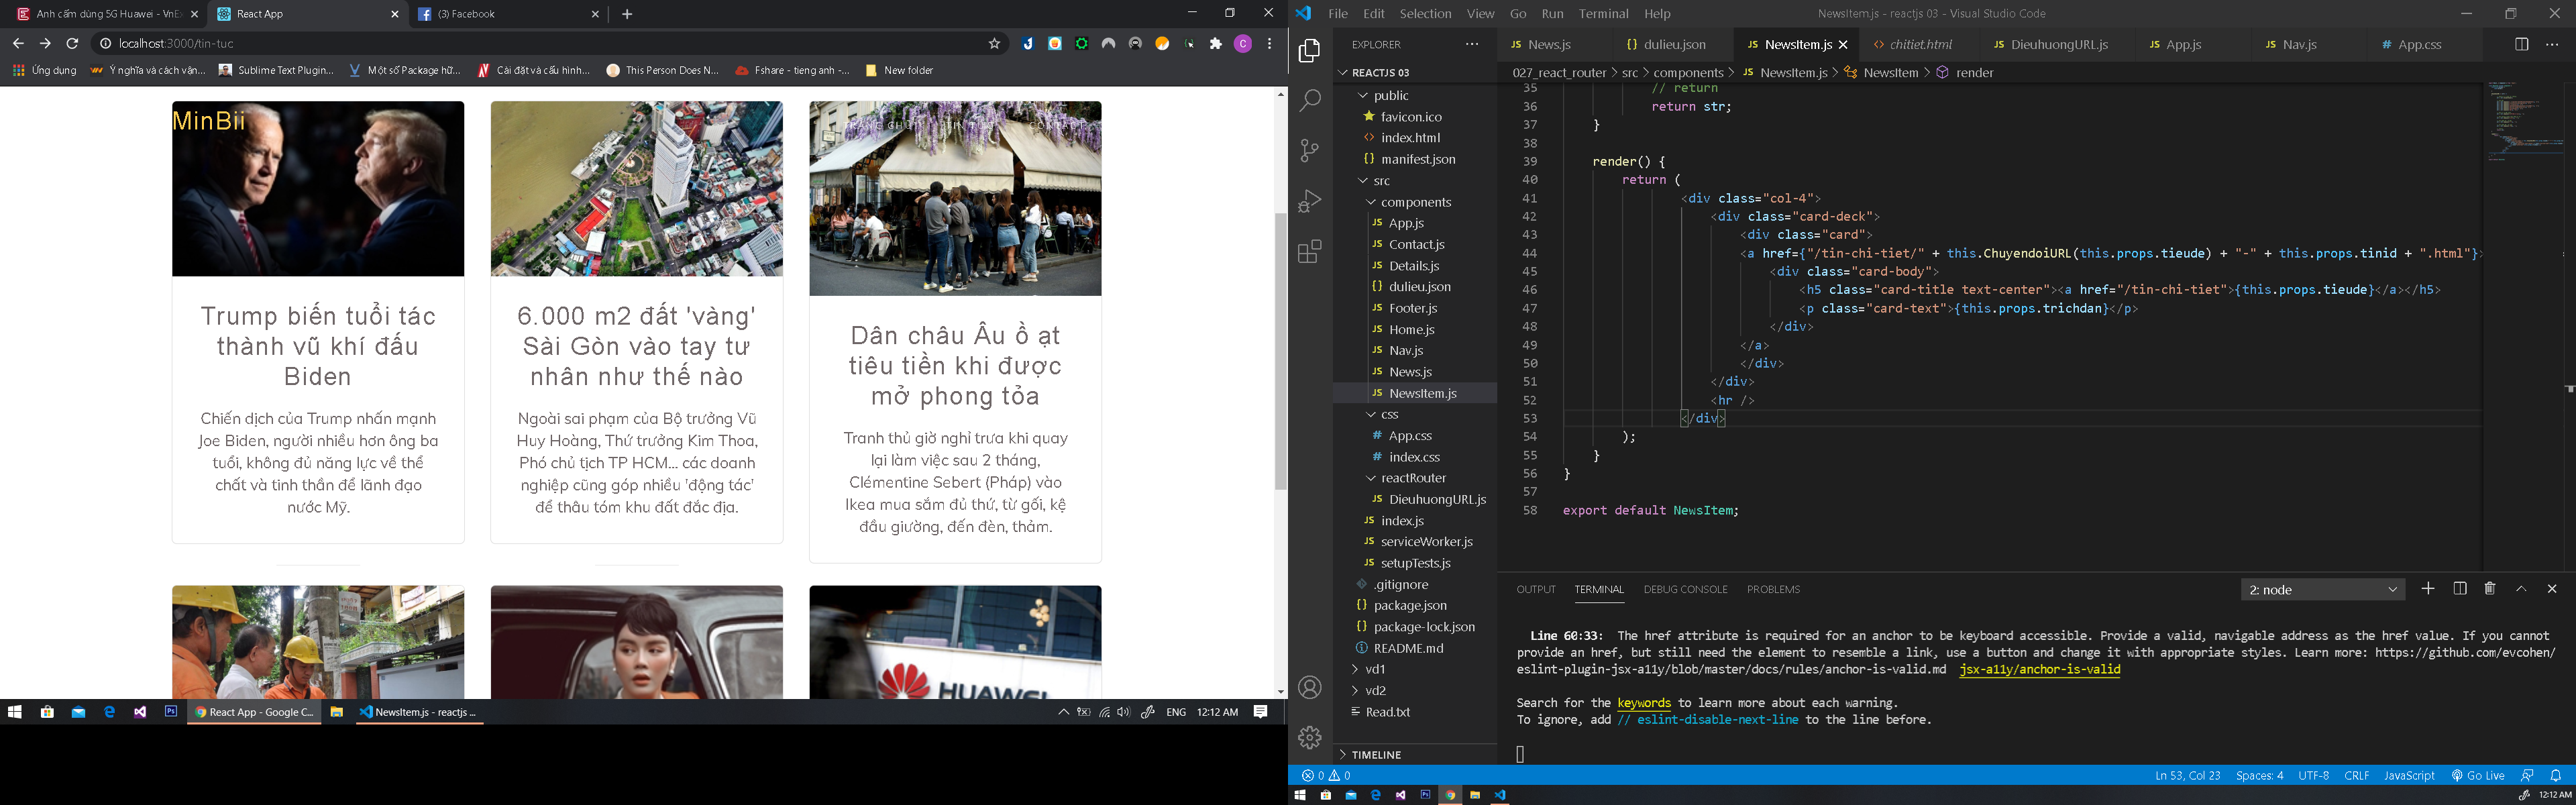 Anh cấm dùng 5G Huawei - VnEx
React App
(3) Facebook
localhost:3000/tin-tuc
Ứng dụng
Ý nghĩa và cách vận...
Sublime Text Plugin...
Một số Package hữ...
Cài đặt và cấu hình...
This Person Does N...
Fshare - tieng anh -...
New folder
MinBii
TRANG CHỦ TIN TỨC CONTACT
Trump biến tuổi tác
thành vũ khí đấu
Biden
Chiến dịch của Trump nhấn mạnh
Joe Biden, người nhiều hơn ông ba
tuổi, không đủ năng lực về thể
chất và tinh thần để lãnh đạo
nước Mỹ.
6.000 m2 đất 'vàng'
Sài Gòn vào tay tư
nhân như thế nào
Ngoài sai phạm của Bộ trưởng Vũ
Huy Hoàng, Thứ trưởng Kim Thoa,
Phó chủ tịch TP HCM... các doanh
nghiệp cũng góp nhiều 'động tác'
để thâu tóm khu đất đắc địa.
Dân châu Âu ồ ạt
tiêu tiền khi được
mở phong tỏa
Tranh thủ giờ nghỉ trưa khi quay
lại làm việc sau 2 tháng,
Clémentine Sebert (Pháp) vào
Ikea mua sắm đủ thứ, từ gối, kệ
đầu giường, đến đèn, thảm.
HUAWEI
React App - Google C...
NewsItem.js - reactjs ...
ENG
12:12 AM
File Edit Selection View Go Run Terminal Help
NewsItem.js - reactjs 03 - Visual Studio Code
EXPLORER
REACTJS 03
public
favicon.ico
index.html
manifest.json
src
components
App.js
Contact.js
Details.js
dulieu.json
Footer.js
Home.js
Nav.js
News.js
NewsItem.js
css
App.css
index.css
reactRouter
DieuhuongURL.js
index.js
serviceWorker.js
setupTests.js
.gitignore
package.json
package-lock.json
README.md
vd1
vd2
Read.txt
TIMELINE
News.js
dulieu.json
NewsItem.js
chitiet.html
DieuhuongURL.js
App.js
Nav.js
App.css
027_react_router > src > components > JS NewsItem.js > NewsItem > render
35 // return
36 return str;
37 }
38
39 render() {
40 return (
41 <div class="col-4">
42 <div class="card-deck">
43 <div class="card">
44 <a href={"/tin-chi-tiet/" + this.ChuyendoiURL(this.props.tieude) + "-" + this.props.tinid + ".html"}>
45 <div class="card-body">
46 <h5 class="card-title text-center"><a href="/tin-chi-tiet">{this.props.tieude}</a></h5>
47 <p class="card-text">{this.props.trichdan}</p>
48 </div>
49 </a>
50 </div>
51 </div>
52 <hr />
53 </div>
54 );
55 }
56 }
57
58 export default NewsItem;
OUTPUT TERMINAL DEBUG CONSOLE PROBLEMS
2: node
Line 60:33: The href attribute is required for an anchor to be keyboard accessible. Provide a valid, navigable address as the href value. If you cannot
provide an href, but still need the element to resemble a link, use a button and change it with appropriate styles. Learn more: https://github.com/evcohen/
eslint-plugin-jsx-a11y/blob/master/docs/rules/anchor-is-valid.md jsx-a11y/anchor-is-valid
Search for the keywords to learn more about each warning.
To ignore, add // eslint-disable-next-line to the line before.
0 0
Ln 53, Col 23
Spaces: 4
UTF-8
CRLF
JavaScript
Go Live
12:12 AM